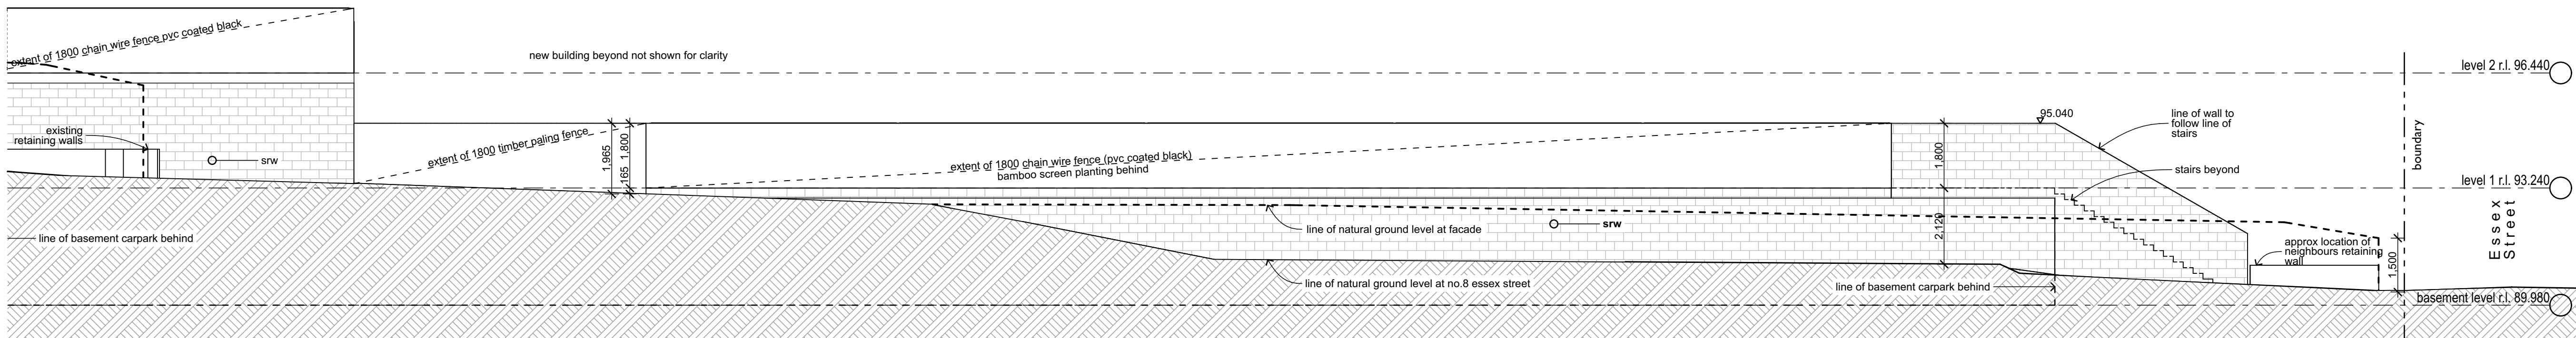 extent of 1800 chain wire fence pvc coated black
new building beyond not shown for clarity
level 2 r.l. 96.440
existing
retaining walls
srw
extent of 1800 timber paling fence
1,965
165
1,800
extent of 1800 chain wire fence (pvc coated black)
bamboo screen planting behind
1,800
95.040
line of wall to
follow line of
stairs
stairs beyond
boundary
level 1 r.l. 93.240
Essex
Street
line of basement carpark behind
line of natural ground level at facade
srw
2,120
approx location of
neighbours retaining
wall
1,500
line of natural ground level at no.8 essex street
line of basement carpark behind
basement level r.l. 89.980